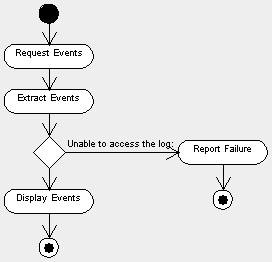 Request Events
Extract Events
Unable to access the log:
Report Failure
Display Events